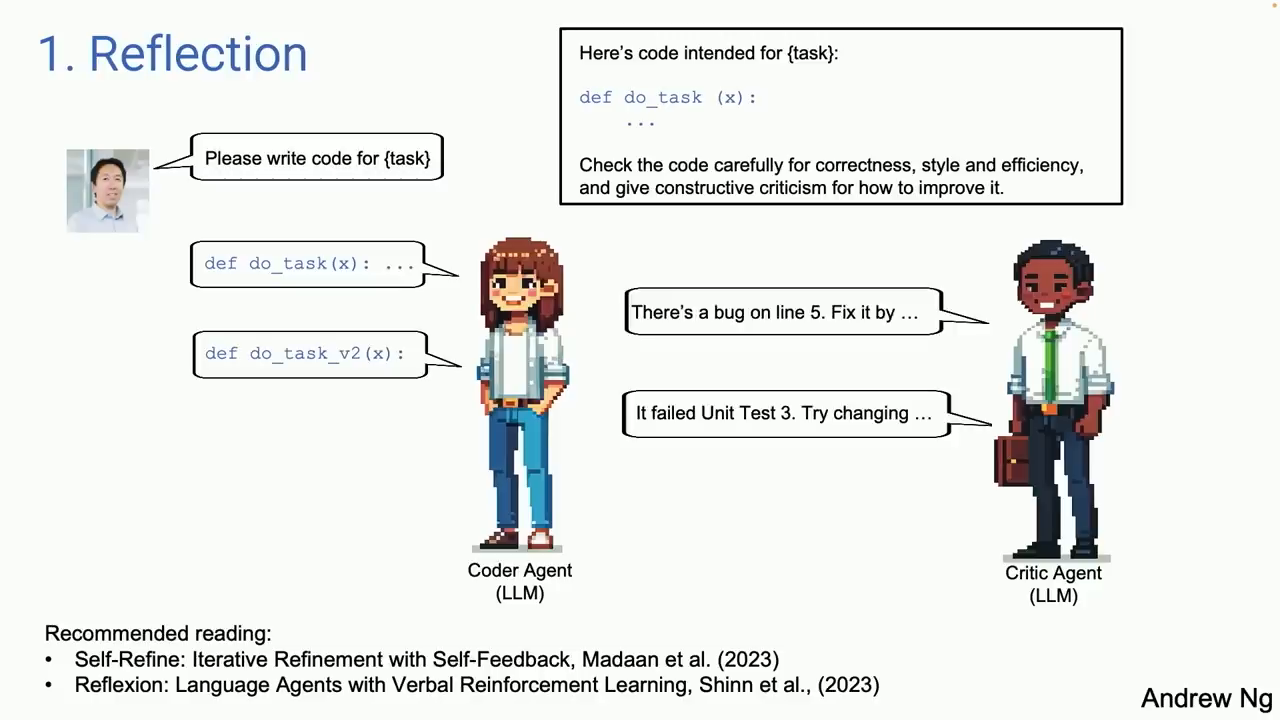 1. Reflection
Here's code intended for {task}:
def do_task (x):
...
Check the code carefully for correctness, style and efficiency,
and give constructive criticism for how to improve it.
Please write code for {task}
def do_task(x): ...
There's a bug on line 5. Fix it by ...
def do_task_v2(x):
It failed Unit Test 3. Try changing ...
Coder Agent
(LLM)
Critic Agent
(LLM)
Recommended reading:
• Self-Refine: Iterative Refinement with Self-Feedback, Madaan et al. (2023)
• Reflexion: Language Agents with Verbal Reinforcement Learning, Shinn et al., (2023)
Andrew Ng